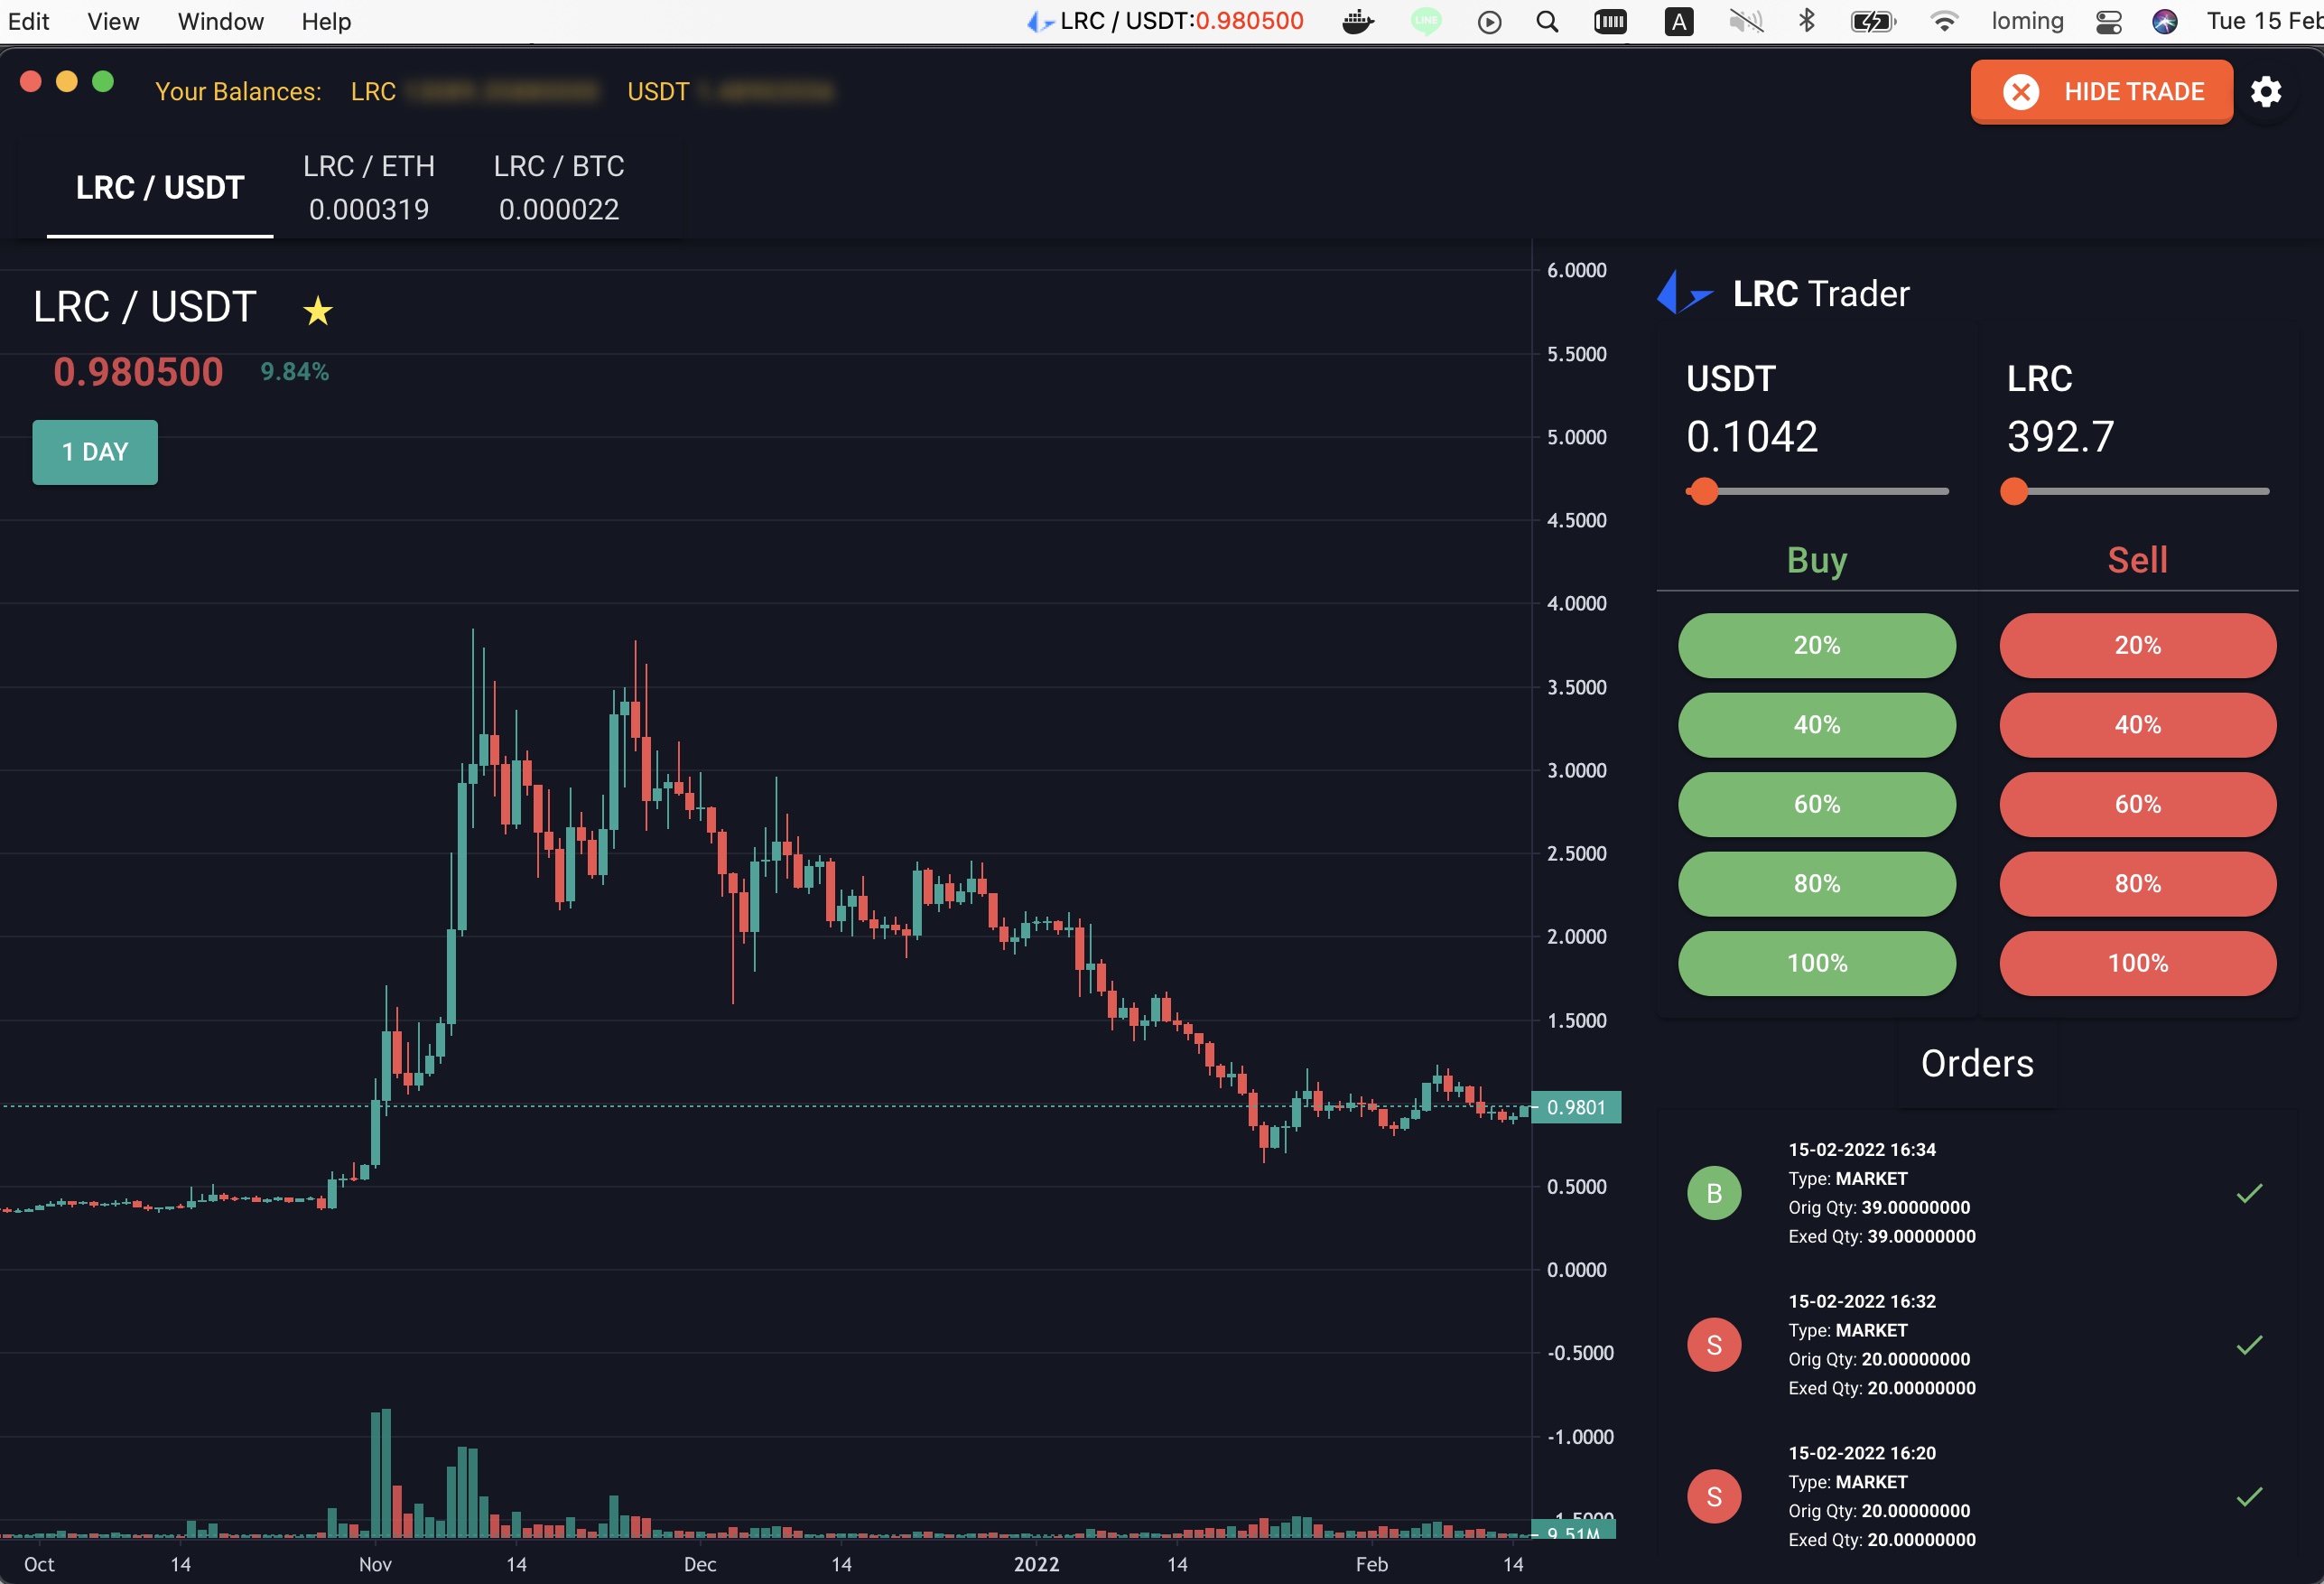 Edit View Window Help LRC / USDT:0.980500 LINE A loming Tue 15 Feb
Your Balances: LRC USDT
HIDE TRADE
LRC / USDT
LRC / ETH
0.000319
LRC / BTC
0.000022
LRC / USDT
0.980500 9.84%
1 DAY
6.0000
5.5000
5.0000
4.5000
4.0000
3.5000
3.0000
2.5000
2.0000
1.5000
0.9801
0.5000
0.0000
-0.5000
-1.0000
-1.5000
9.51M
Oct 14 Nov 14 Dec 14 2022 14 Feb 14
LRC Trader
USDT
0.1042
LRC
392.7
Buy
Sell
20% 20%
40% 40%
60% 60%
80% 80%
100% 100%
Orders
B
15-02-2022 16:34
Type: MARKET
Orig Qty: 39.00000000
Exed Qty: 39.00000000
S
15-02-2022 16:32
Type: MARKET
Orig Qty: 20.00000000
Exed Qty: 20.00000000
S
15-02-2022 16:20
Type: MARKET
Orig Qty: 20.00000000
Exed Qty: 20.00000000